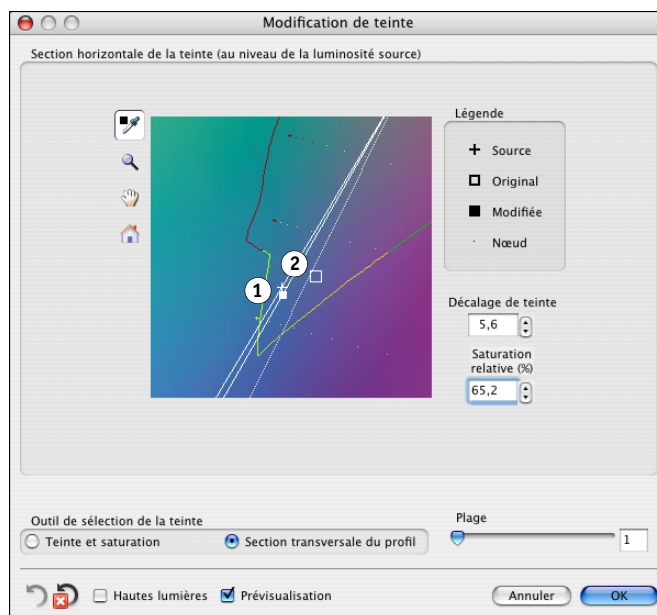 Modification de teinte
Section horizontale de la teinte (au niveau de la luminosité source)
Légende
Source
Original
Modifiée
Nœud
1
2
Décalage de teinte
5,6
Saturation
relative (%)
65,2
Outil de sélection de la teinte
Teinte et saturation
Section transversale du profil
Plage
1
Hautes lumières
Prévisualisation
Annuler
OK